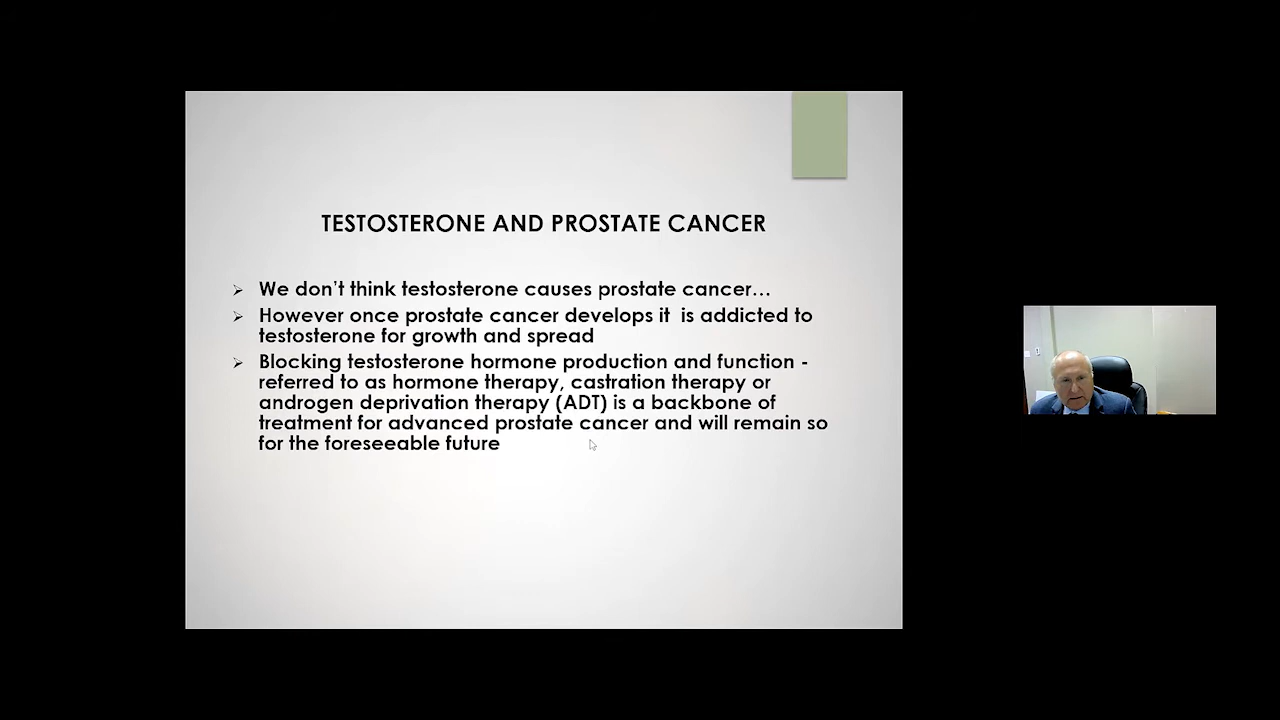 TESTOSTERONE AND PROSTATE CANCER
➢ We don't think testosterone causes prostate cancer…
➢ However once prostate cancer develops it  is addicted to
testosterone for growth and spread
➢ Blocking testosterone hormone production and function -
referred to as hormone therapy, castration therapy or
androgen deprivation therapy (ADT) is a backbone of
treatment for advanced prostate cancer and will remain so
for the foreseeable future